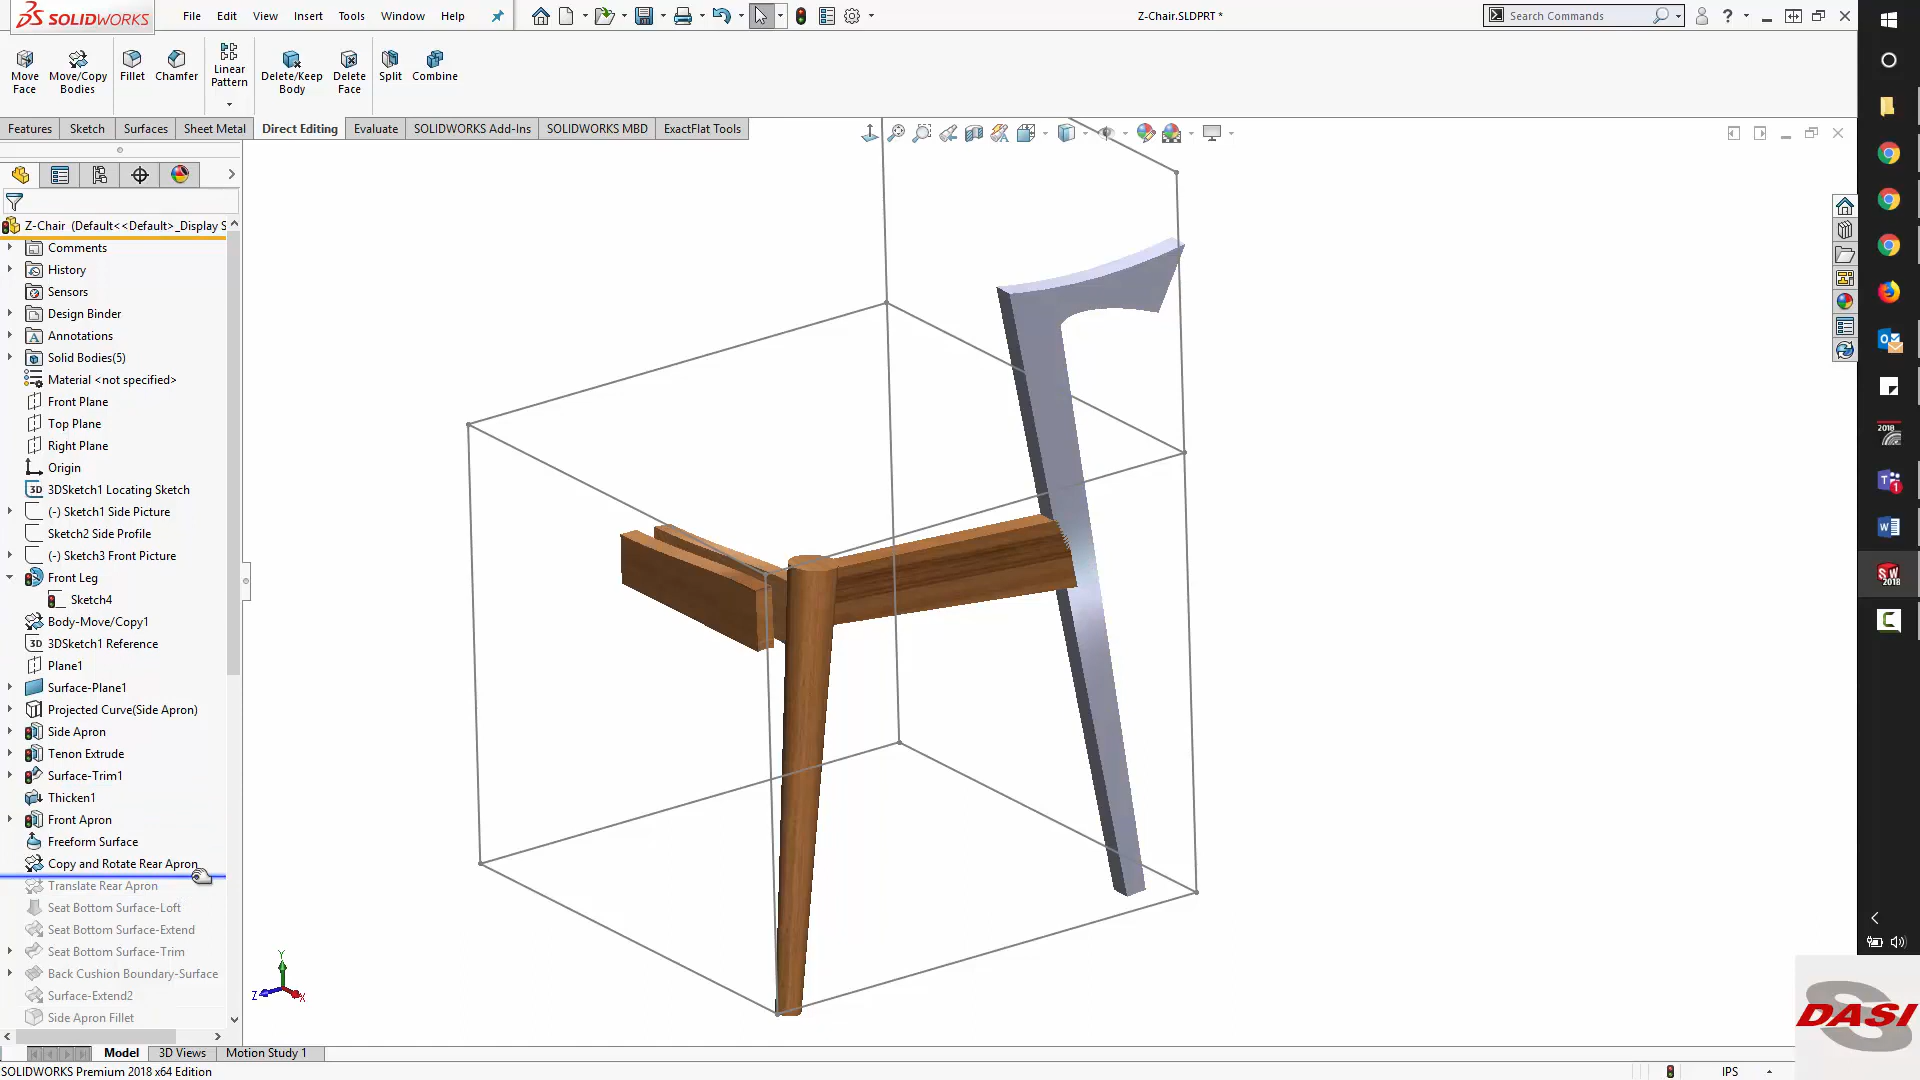 SOLIDWORKS
File Edit View Insert Tools Window Help
Z-Chair.SLDPRT *
Search Commands
Move Face
Move/Copy Bodies
Fillet
Chamfer
Linear Pattern
Delete/Keep Body
Delete Face
Split
Combine
Features Sketch Surfaces Sheet Metal Direct Editing Evaluate SOLIDWORKS Add-Ins SOLIDWORKS MBD ExactFlat Tools
Z-Chair (Default<<Default>_Display S
Comments
History
Sensors
Design Binder
Annotations
Solid Bodies(5)
Material <not specified>
Front Plane
Top Plane
Right Plane
Origin
3D 3DSketch1 Locating Sketch
(-) Sketch1 Side Picture
Sketch2 Side Profile
(-) Sketch3 Front Picture
Front Leg
Sketch4
Body-Move/Copy1
3D 3DSketch1 Reference
Plane1
Surface-Plane1
Projected Curve(Side Apron)
Side Apron
Tenon Extrude
Surface-Trim1
Thicken1
Front Apron
Freeform Surface
Copy and Rotate Rear Apron
Translate Rear Apron
Seat Bottom Surface-Loft
Seat Bottom Surface-Extend
Seat Bottom Surface-Trim
Back Cushion Boundary-Surface
Surface-Extend2
Side Apron Fillet
Y
Z
X
Model 3D Views Motion Study 1
SOLIDWORKS Premium 2018 x64 Edition
IPS
2018
SW 2018
DASI